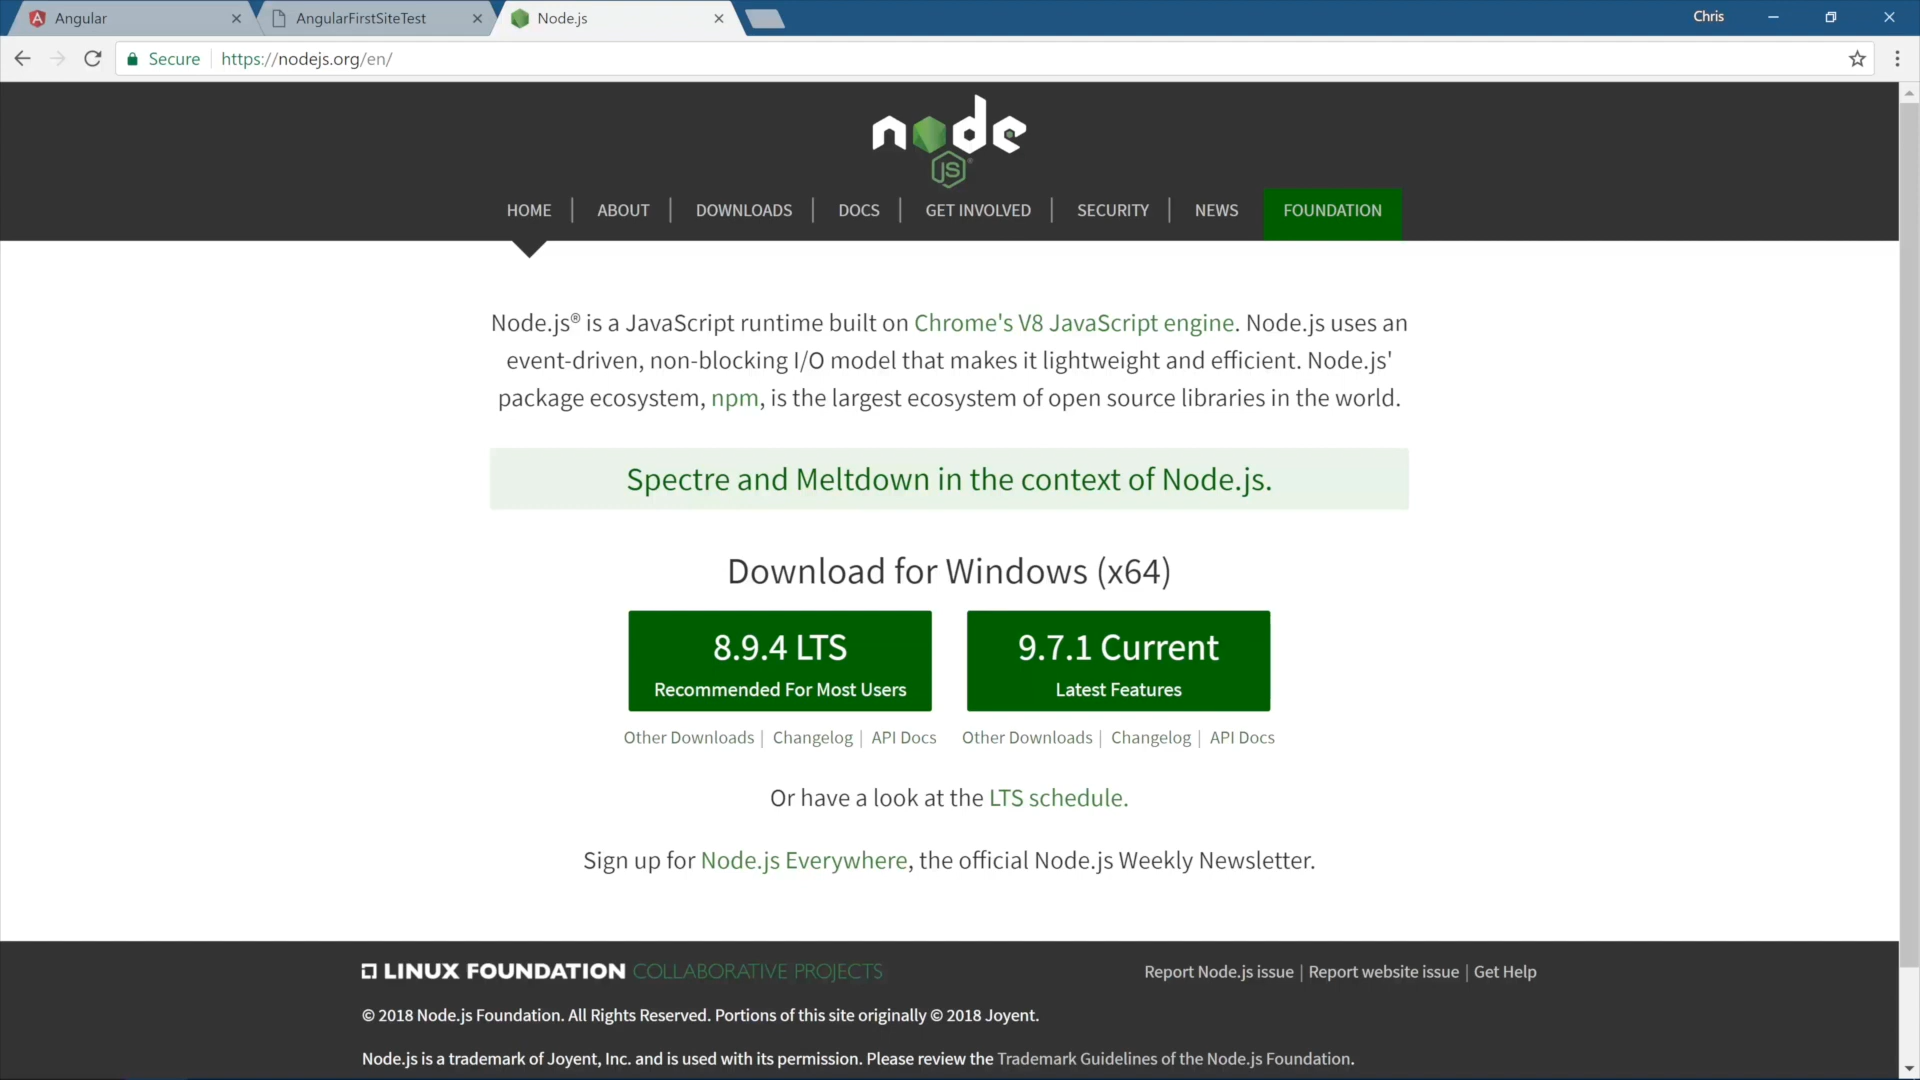 Angular
AngularFirstSiteTest
Node.js
Chris
Secure
https://nodejs.org/en/
node
JS
HOME
ABOUT
DOWNLOADS
DOCS
GET INVOLVED
SECURITY
NEWS
FOUNDATION
Node.js® is a JavaScript runtime built on Chrome's V8 JavaScript engine. Node.js uses an
event-driven, non-blocking I/O model that makes it lightweight and efficient. Node.js'
package ecosystem, npm, is the largest ecosystem of open source libraries in the world.
Spectre and Meltdown in the context of Node.js.
Download for Windows (x64)
8.9.4 LTS
Recommended For Most Users
9.7.1 Current
Latest Features
Other Downloads | Changelog | API Docs
Other Downloads | Changelog | API Docs
Or have a look at the LTS schedule.
Sign up for Node.js Everywhere, the official Node.js Weekly Newsletter.
LINUX FOUNDATION COLLABORATIVE PROJECTS
Report Node.js issue | Report website issue | Get Help
© 2018 Node.js Foundation. All Rights Reserved. Portions of this site originally © 2018 Joyent.
Node.js is a trademark of Joyent, Inc. and is used with its permission. Please review the Trademark Guidelines of the Node.js Foundation.